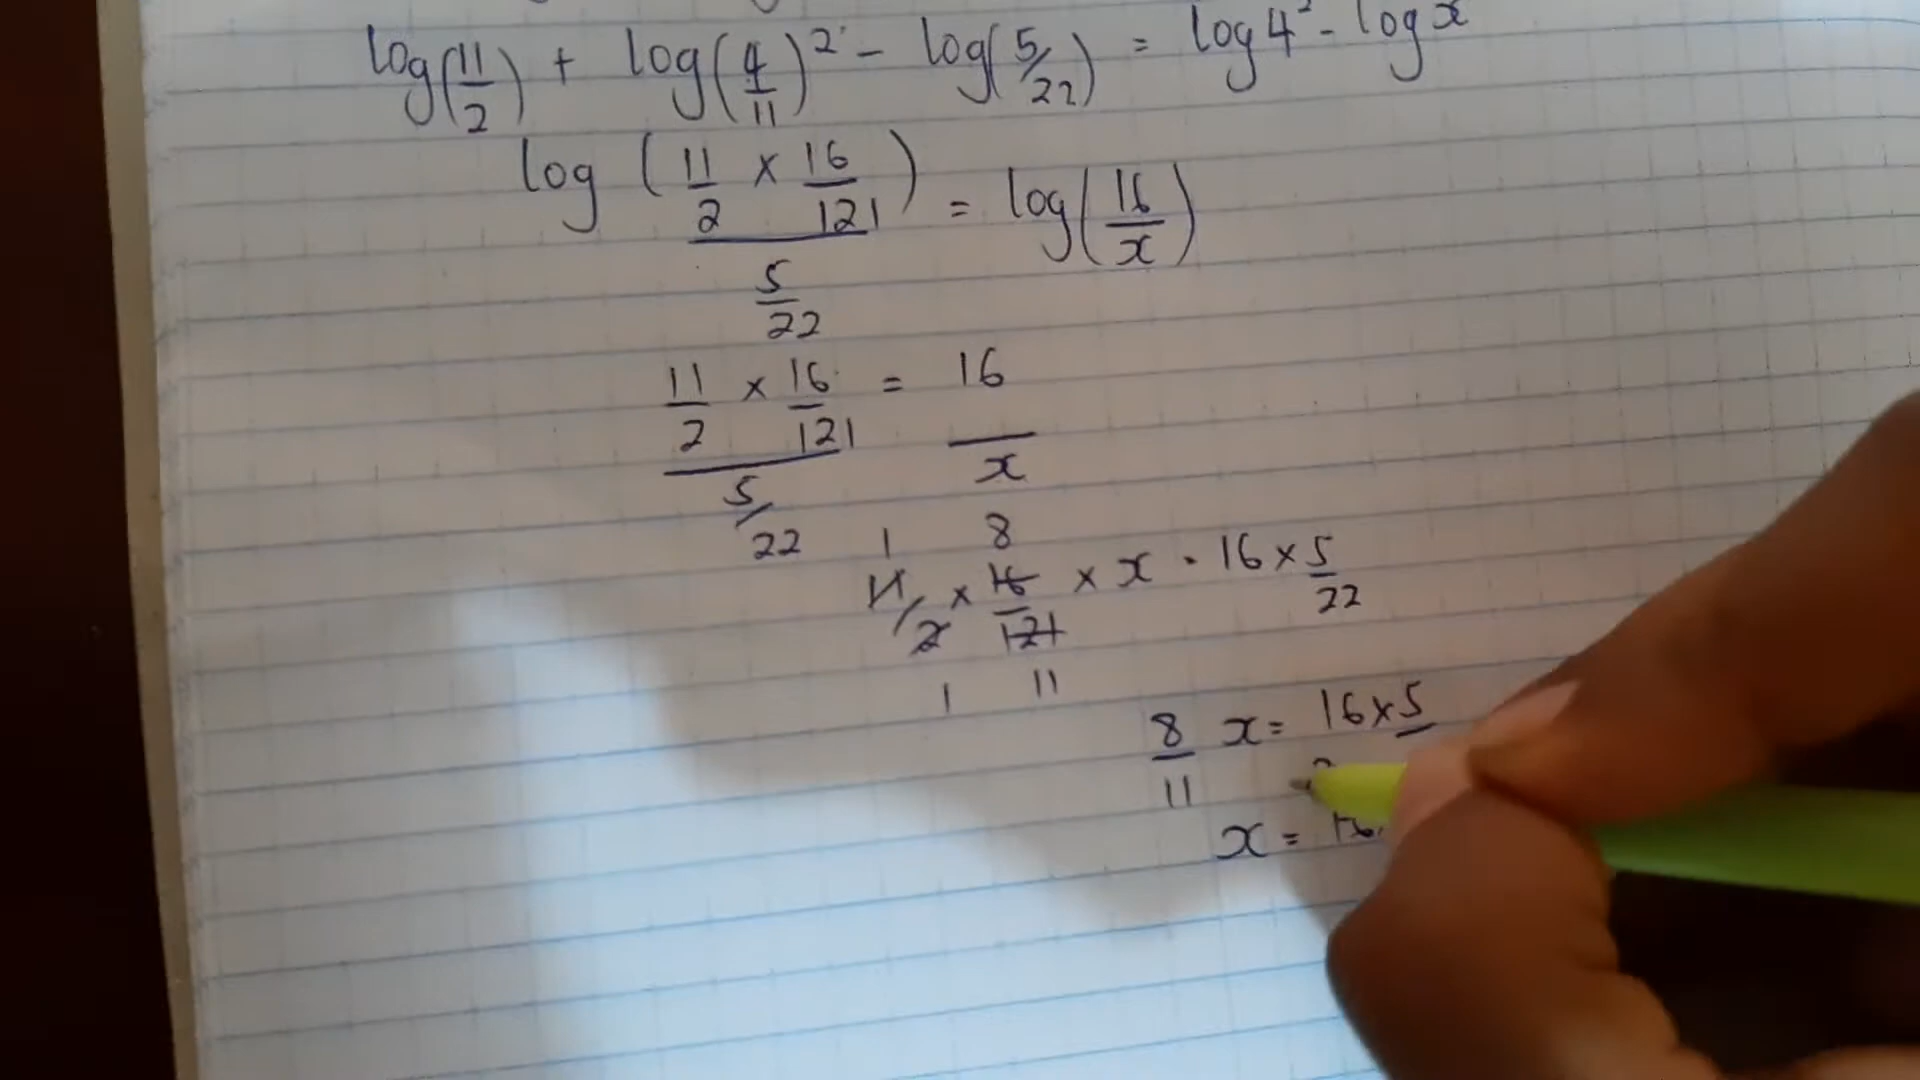 log(11/2) + log(4/11)² - log(5/22) = log4² - log x
log (11/2 × 16/121) = log(16/x)
5/22
11/2 × 16/121 = 16/x
5/22
1 8
11/2 × 16/121 × x = 16 × 5/22
1 11
8/11 x = 16 × 5
x = 16